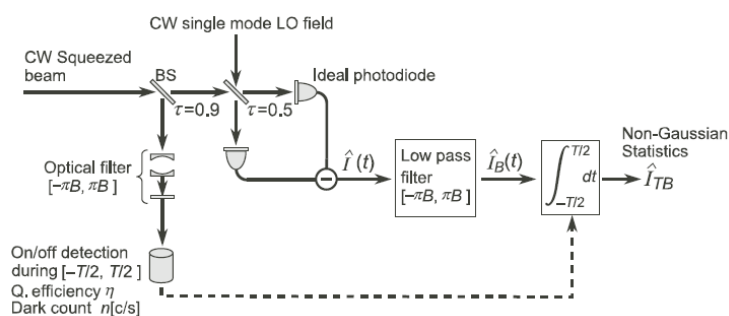 CW single mode LO field
CW Squeezed
beam
BS
Ideal photodiode
τ=0.9
τ=0.5
Optical filter
[−πB, πB]
Î (t)
Low pass
filter
[−πB, πB]
Î_B(t)
∫_{−T/2}^{T/2} dt
Non-Gaussian
Statistics
Î_{TB}
On/off detection
during [−T/2, T/2]
Q. efficiency η
Dark count n[c/s]